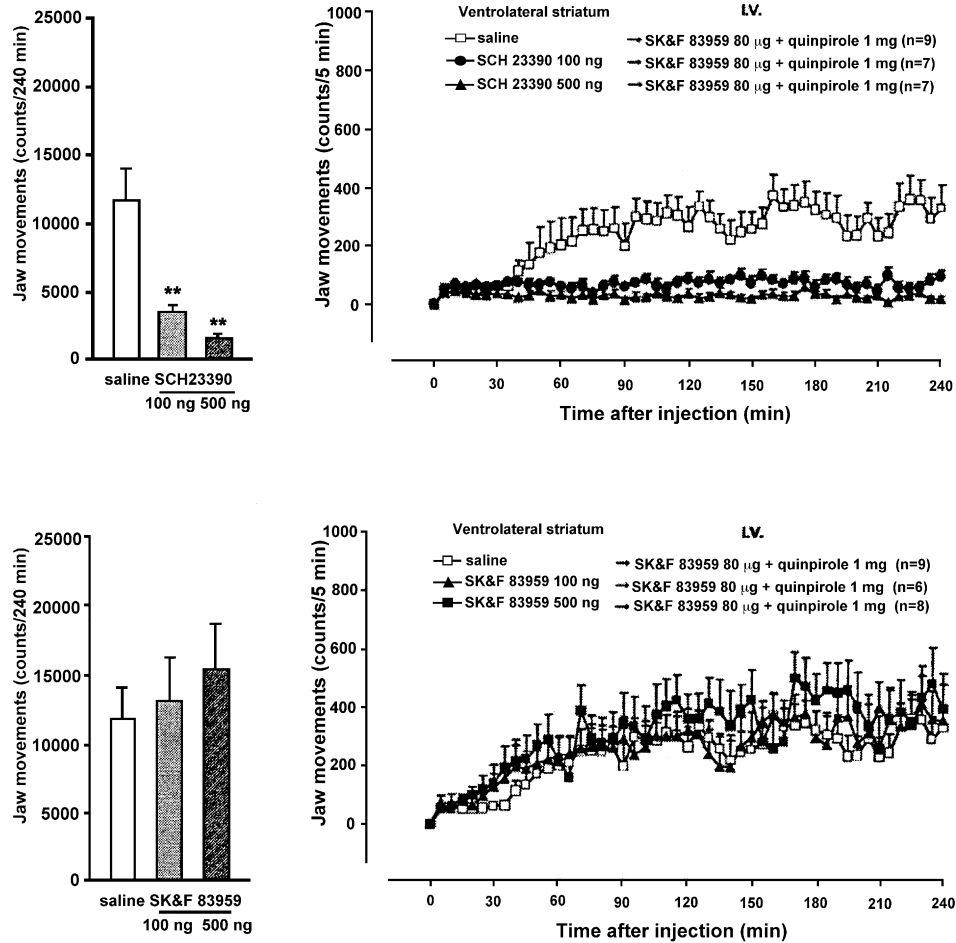 Jaw movements (counts/240 min)
25000
20000
15000
10000
5000
0
**
**
saline SCH23390
100 ng 500 ng
Jaw movements (counts/5 min)
1000
800
600
400
200
0
Ventrolateral striatum
I.V.
saline
SK&F 83959 80 µg + quinpirole 1 mg (n=9)
SCH 23390 100 ng
SK&F 83959 80 µg + quinpirole 1 mg (n=7)
SCH 23390 500 ng
SK&F 83959 80 µg + quinpirole 1 mg (n=7)
0 30 60 90 120 150 180 210 240
Time after injection (min)
Jaw movements (counts/240 min)
25000
20000
15000
10000
5000
0
saline SK&F 83959
100 ng 500 ng
Jaw movements (counts/5 min)
1000
800
600
400
200
0
Ventrolateral striatum
I.V.
saline
SK&F 83959 80 µg + quinpirole 1 mg (n=9)
SK&F 83959 100 ng
SK&F 83959 80 µg + quinpirole 1 mg (n=6)
SK&F 83959 500 ng
SK&F 83959 80 µg + quinpirole 1 mg (n=8)
0 30 60 90 120 150 180 210 240
Time after injection (min)